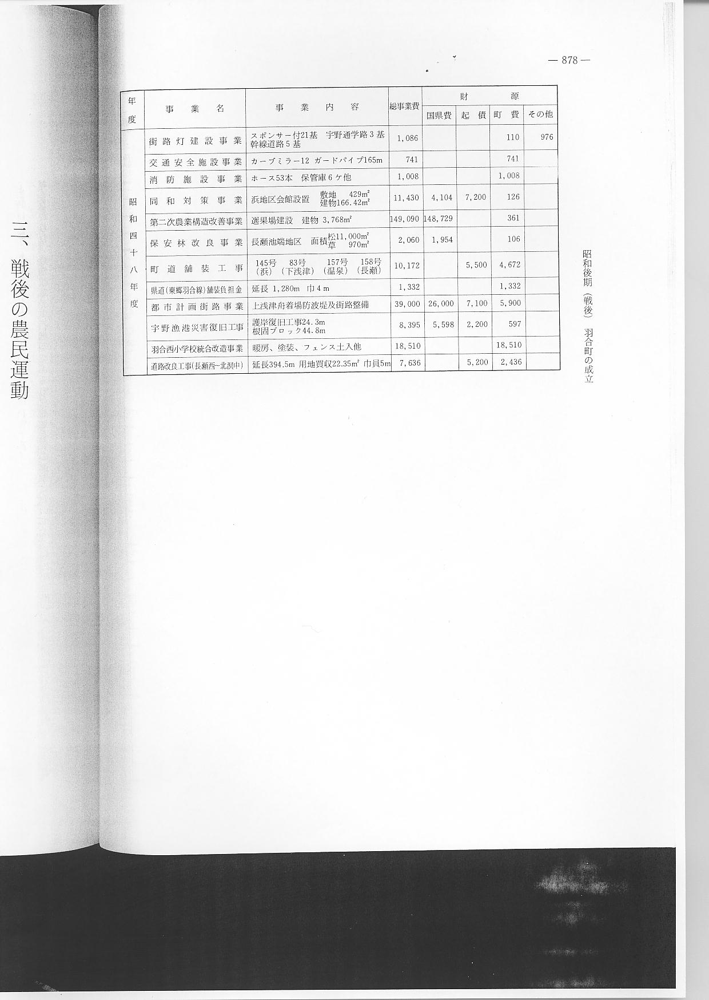 — 878 —
昭和後期（戦後） 羽合町の成立
年度 事業名 事業内容 総事業費 財源
国県費 起債 町費 その他
昭和四十八年度
街路灯建設事業 スポンサー付21基 宇野通学路3基 1,086 110 976
幹線道路5基
交通安全施設事業 カーブミラー12 ガードパイプ165m 741 741
消防施設事業 ホース53本 保管庫6ケ他 1,008 1,008
同和対策事業 浜地区会館設置 敷地 429㎡ 11,430 4,104 7,200 126
建物166.42㎡
第二次農業構造改善事業 選果場建設 建物 3,768㎡ 149,090 148,729 361
保安林改良事業 長瀬池端地区 面積 松11,000㎡ 2,060 1,954 106
草 970㎡
町道舗装工事 145号 83号 157号 158号 10,172 5,500 4,672
（浜）（下浅津）（温泉）（長瀬）
県道(東郷羽合線)舗装負担金 延長 1,280m 巾4m 1,332 1,332
都市計画街路事業 上浅津舟着場防波堤及街路整備 39,000 26,000 7,100 5,900
宇野漁港災害復旧工事 護岸復旧工事24.3m 8,395 5,598 2,200 597
根固ブロック44.8m
羽合西小学校統合改造事業 暖房、塗装、フェンス土入他 18,510 18,510
道路改良工事(長瀬西~北溟中) 延長394.5m 用地買収22.35㎡ 巾員5m 7,636 5,200 2,436
三、戦後の農民運動